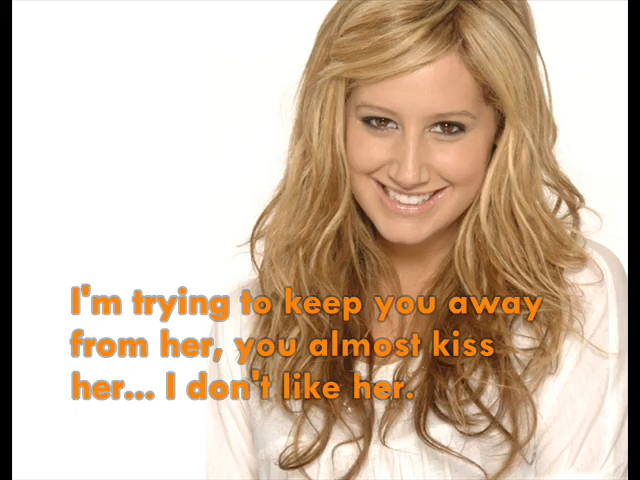 I'm trying to keep you away
from her, you almost kiss
her... I don't like her.